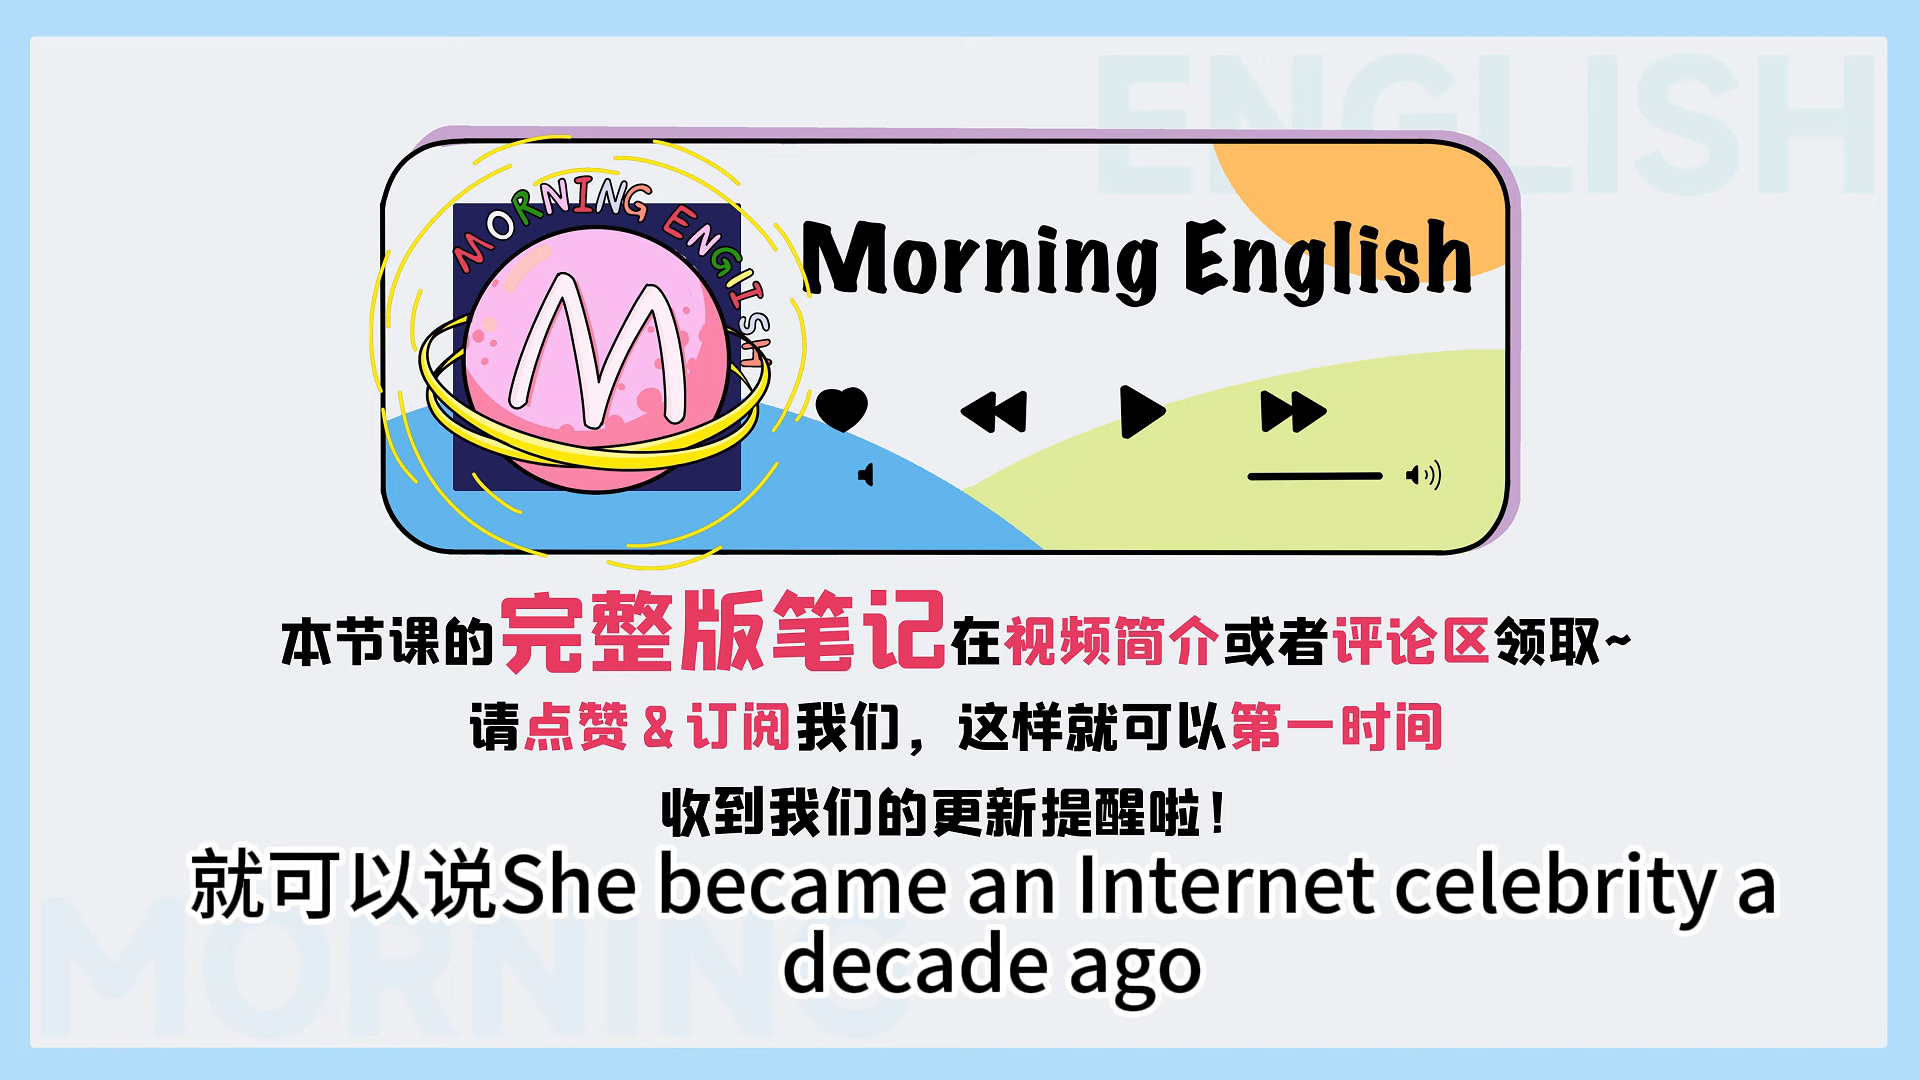 ENGLISH
MORNING ENGLISH
M
Morning English
本节课的完整版笔记在视频简介或者评论区领取~
请点赞&订阅我们，这样就可以第一时间
收到我们的更新提醒啦！
就可以说She became an Internet celebrity a
decade ago
MORNING